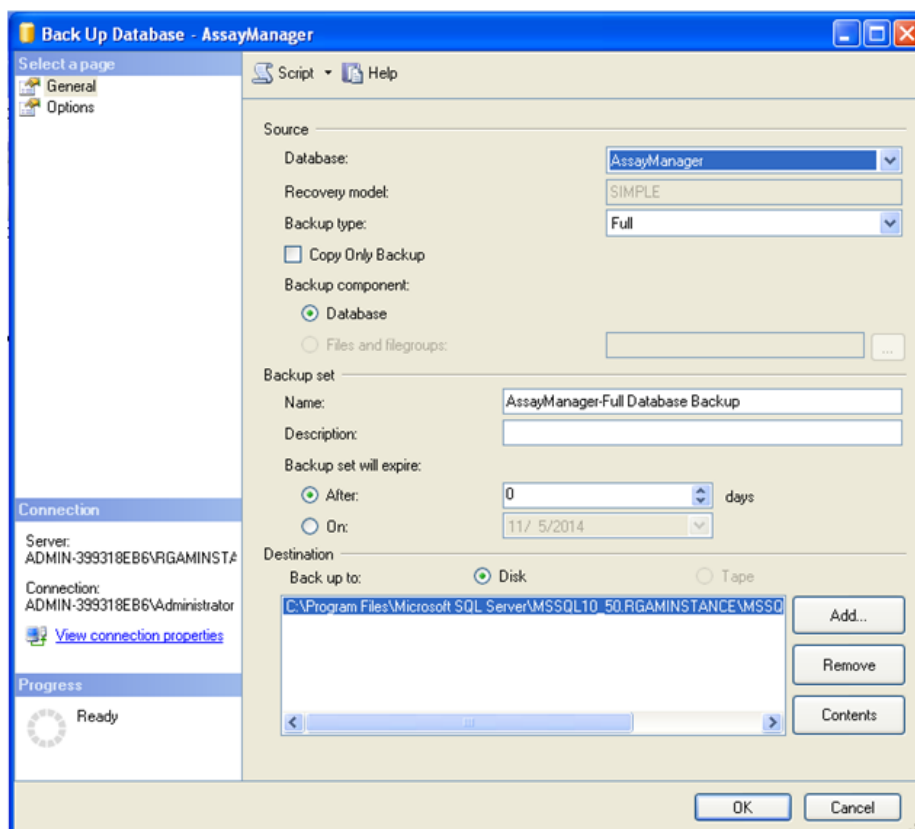 Back Up Database - AssayManager
Select a page
General
Options
Script Help
Source
Database: AssayManager
Recovery model: SIMPLE
Backup type: Full
Copy Only Backup
Backup component:
Database
Files and filegroups: ...
Backup set
Name: AssayManager-Full Database Backup
Description:
Backup set will expire:
After: 0 days
On: 11/ 5/2014
Destination
Back up to: Disk Tape
C:\Program Files\Microsoft SQL Server\MSSQL10_50.RGAMINSTANCE\MSSQ
Add...
Remove
Contents
Connection
Server:
ADMIN-399318EB6\RGAMINSTA
Connection:
ADMIN-399318EB6\Administrator
View connection properties
Progress
Ready
OK Cancel